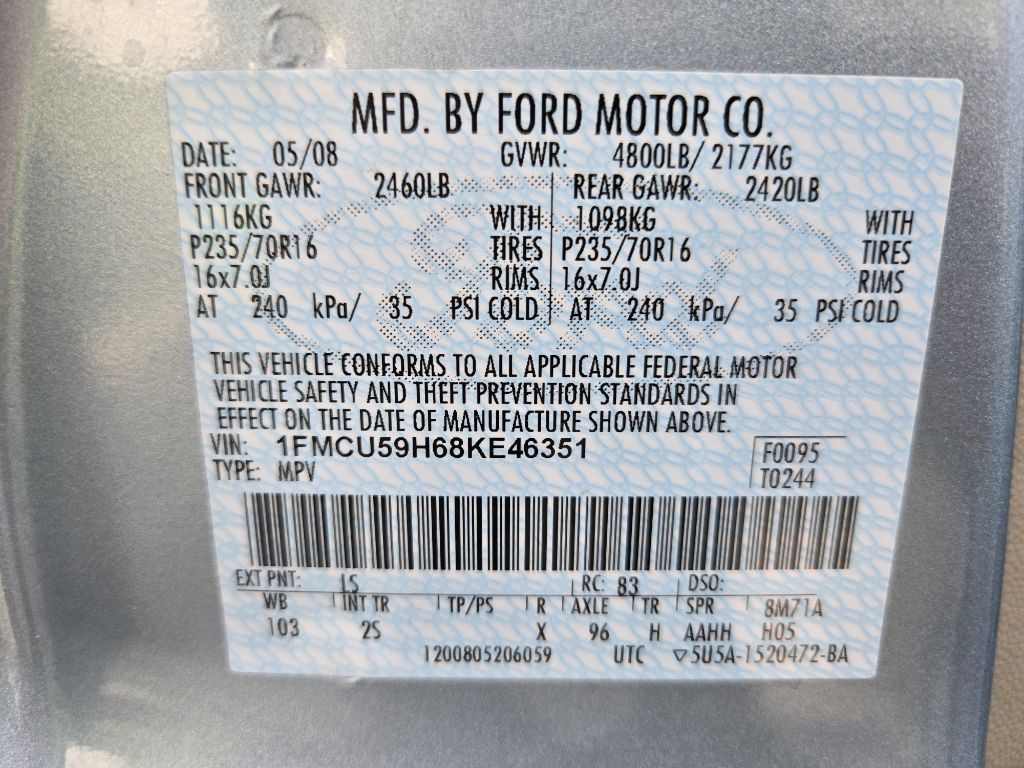 MFD. BY FORD MOTOR CO.
DATE: 05/08 GVWR: 4800LB/ 2177KG
FRONT GAWR: 2460LB REAR GAWR: 2420LB
1116KG WITH 1098KG WITH
P235/70R16 TIRES P235/70R16 TIRES
16x7.0J RIMS 16x7.0J RIMS
AT 240 kPa/ 35 PSI COLD AT 240 kPa/ 35 PSI COLD
THIS VEHICLE CONFORMS TO ALL APPLICABLE FEDERAL MOTOR
VEHICLE SAFETY AND THEFT PREVENTION STANDARDS IN
EFFECT ON THE DATE OF MANUFACTURE SHOWN ABOVE.
VIN: 1FMCU59H68KE46351 F0095
TYPE: MPV T0244
EXT PNT: LS RC: 83 DSO:
WB INT TR TP/PS R AXLE TR SPR 8M71A
103 2S X 96 H AAHH H05
1200805206059 UTC ▽5U5A-1520472-BA